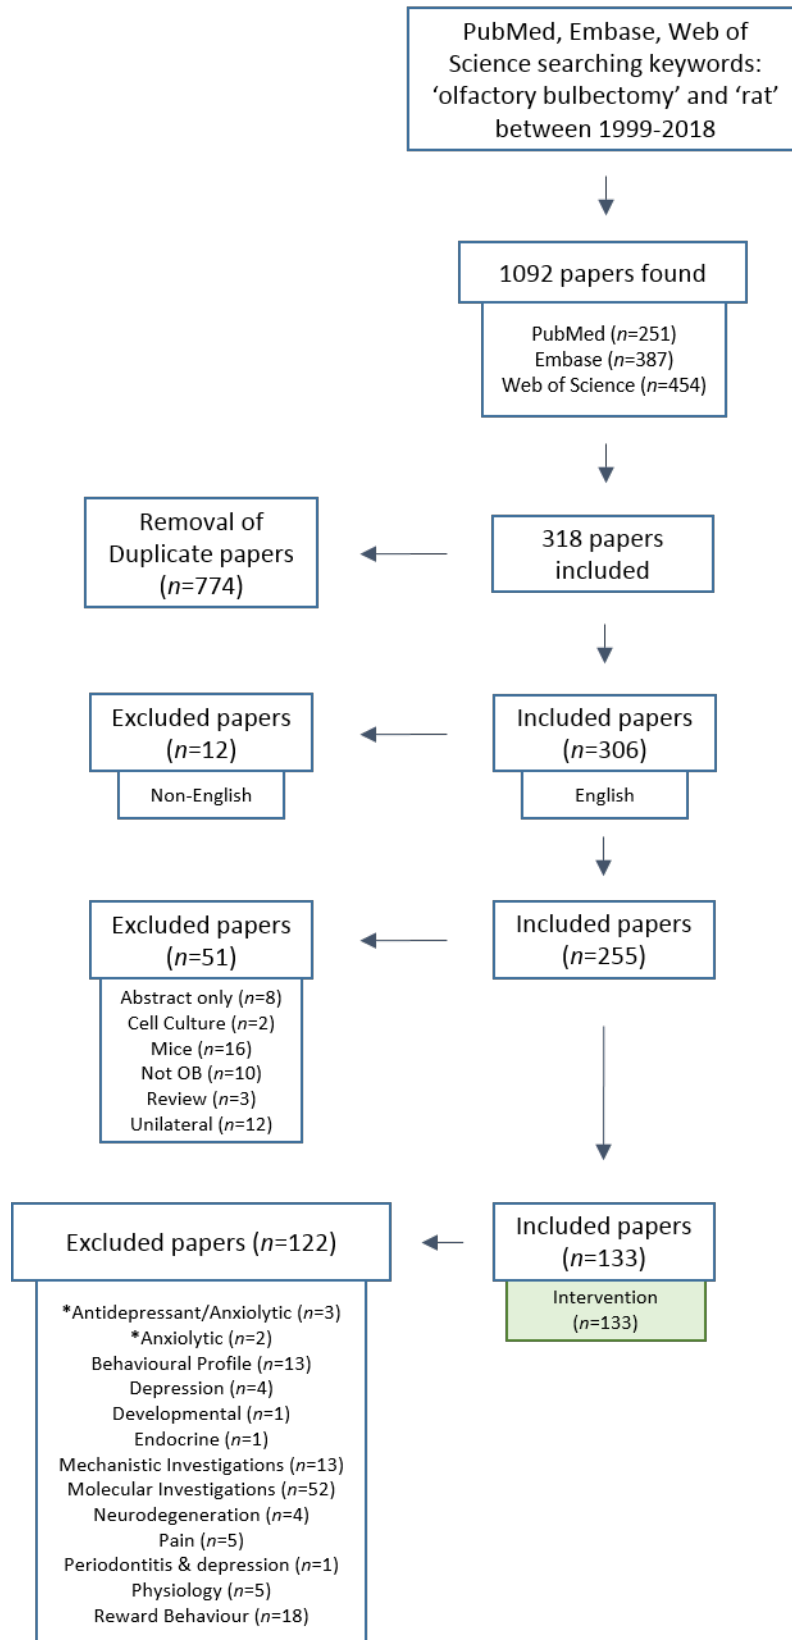 PubMed, Embase, Web of
Science searching keywords:
‘olfactory bulbectomy’ and ‘rat’
between 1999-2018
1092 papers found
PubMed (n=251)
Embase (n=387)
Web of Science (n=454)
Removal of
Duplicate papers
(n=774)
318 papers
included
Excluded papers
(n=12)
Non-English
Included papers
(n=306)
English
Excluded papers
(n=51)
Abstract only (n=8)
Cell Culture (n=2)
Mice (n=16)
Not OB (n=10)
Review (n=3)
Unilateral (n=12)
Included papers
(n=255)
Excluded papers (n=122)
*Antidepressant/Anxiolytic (n=3)
*Anxiolytic (n=2)
Behavioural Profile (n=13)
Depression (n=4)
Developmental (n=1)
Endocrine (n=1)
Mechanistic Investigations (n=13)
Molecular Investigations (n=52)
Neurodegeneration (n=4)
Pain (n=5)
Periodontitis & depression (n=1)
Physiology (n=5)
Reward Behaviour (n=18)
Included papers
(n=133)
Intervention
(n=133)